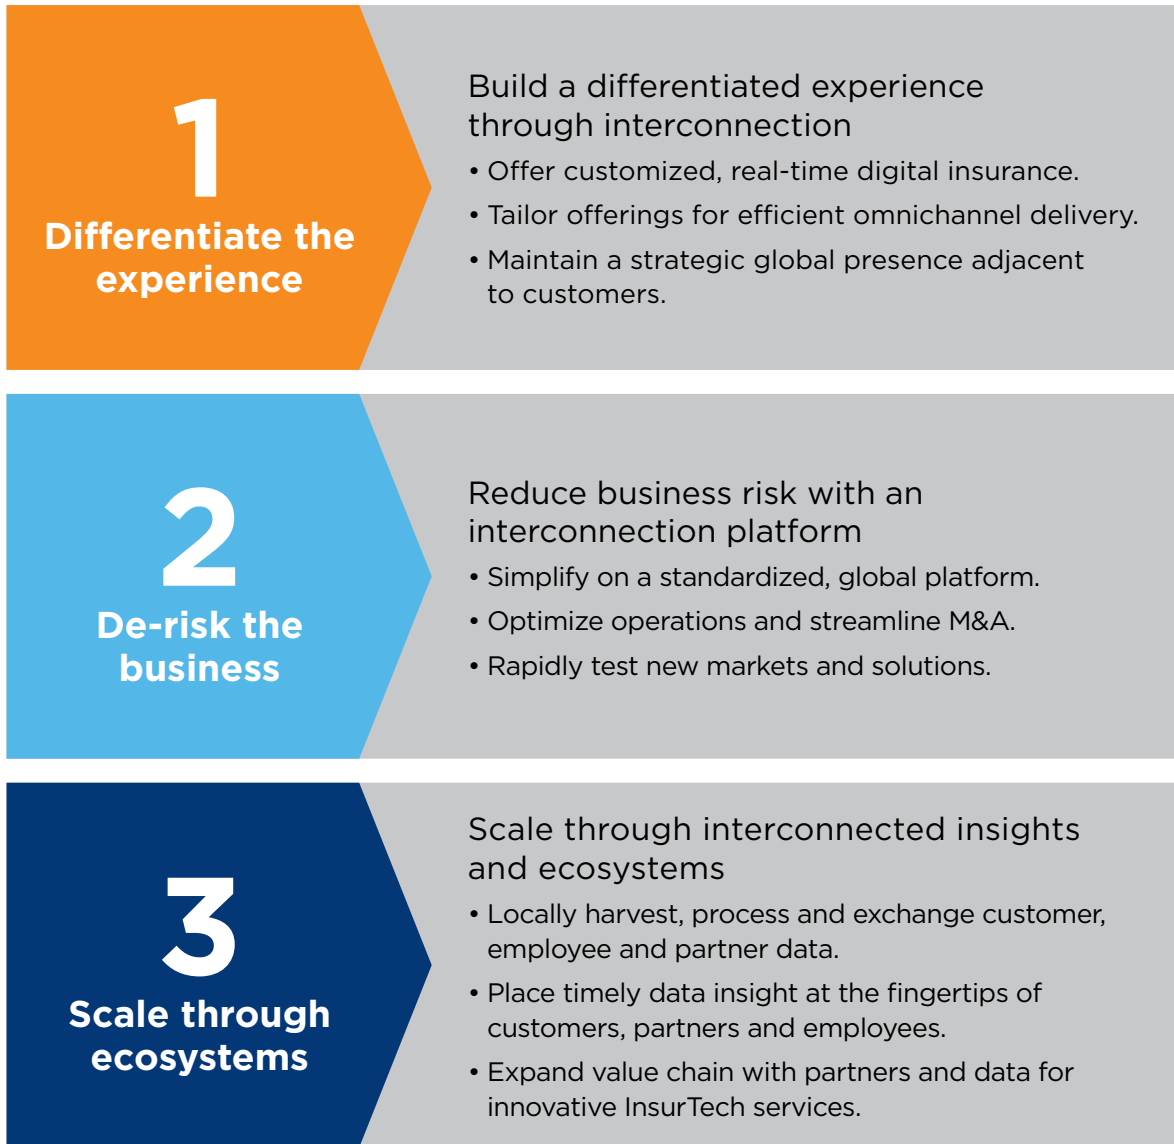 1
Differentiate the
experience
Build a differentiated experience
through interconnection
• Offer customized, real-time digital insurance.
• Tailor offerings for efficient omnichannel delivery.
• Maintain a strategic global presence adjacent
to customers.
2
De-risk the
business
Reduce business risk with an
interconnection platform
• Simplify on a standardized, global platform.
• Optimize operations and streamline M&A.
• Rapidly test new markets and solutions.
3
Scale through
ecosystems
Scale through interconnected insights
and ecosystems
• Locally harvest, process and exchange customer,
employee and partner data.
• Place timely data insight at the fingertips of
customers, partners and employees.
• Expand value chain with partners and data for
innovative InsurTech services.